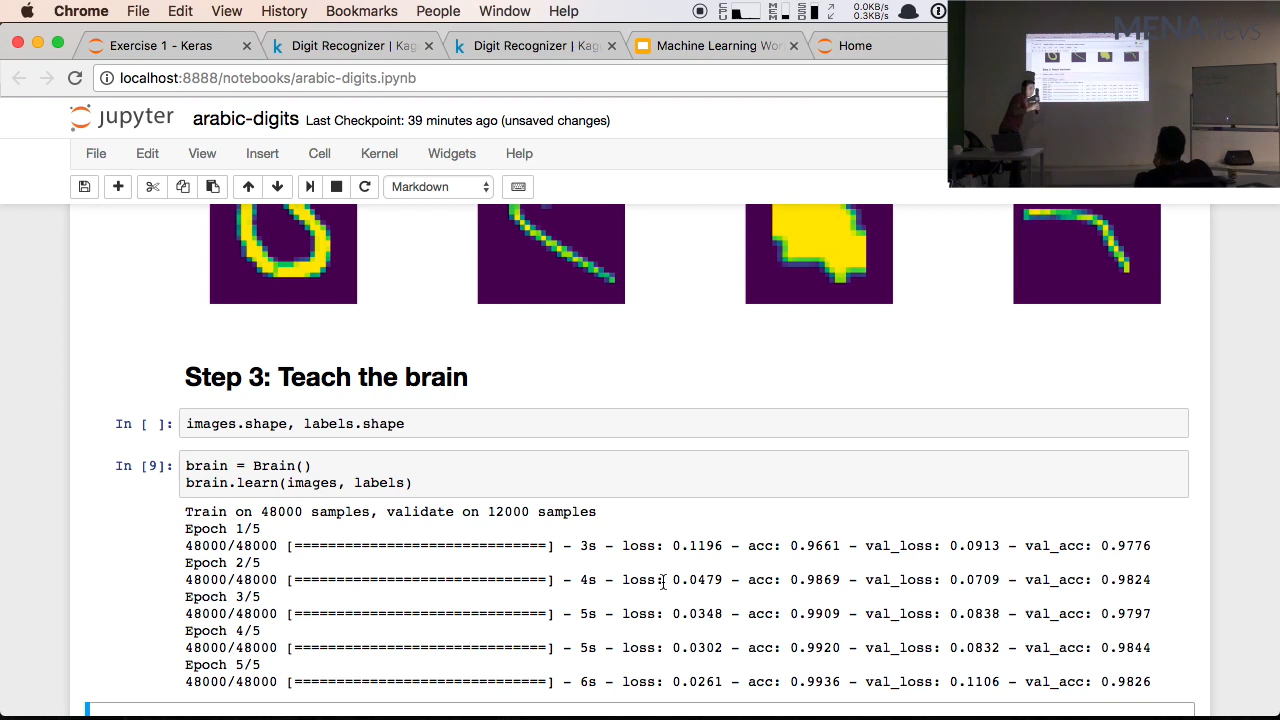 Chrome File Edit View History Bookmarks People Window Help
0.0KB/s
0.3KB/s
MENAdevs
Exercise 1 -
Digit R
Digit Re
Home
localhost:8888/notebooks/arabic-digits.ipynb
jupyter arabic-digits Last Checkpoint: 39 minutes ago (unsaved changes)
File Edit View Insert Cell Kernel Widgets Help
Markdown
Step 3: Teach the brain
In [ ]: images.shape, labels.shape
In [9]: brain = Brain()
brain.learn(images, labels)
Train on 48000 samples, validate on 12000 samples
Epoch 1/5
48000/48000 [==============================] - 3s - loss: 0.1196 - acc: 0.9661 - val_loss: 0.0913 - val_acc: 0.9776
Epoch 2/5
48000/48000 [==============================] - 4s - loss: 0.0479 - acc: 0.9869 - val_loss: 0.0709 - val_acc: 0.9824
Epoch 3/5
48000/48000 [==============================] - 5s - loss: 0.0348 - acc: 0.9909 - val_loss: 0.0838 - val_acc: 0.9797
Epoch 4/5
48000/48000 [==============================] - 5s - loss: 0.0302 - acc: 0.9920 - val_loss: 0.0832 - val_acc: 0.9844
Epoch 5/5
48000/48000 [==============================] - 6s - loss: 0.0261 - acc: 0.9936 - val_loss: 0.1106 - val_acc: 0.9826